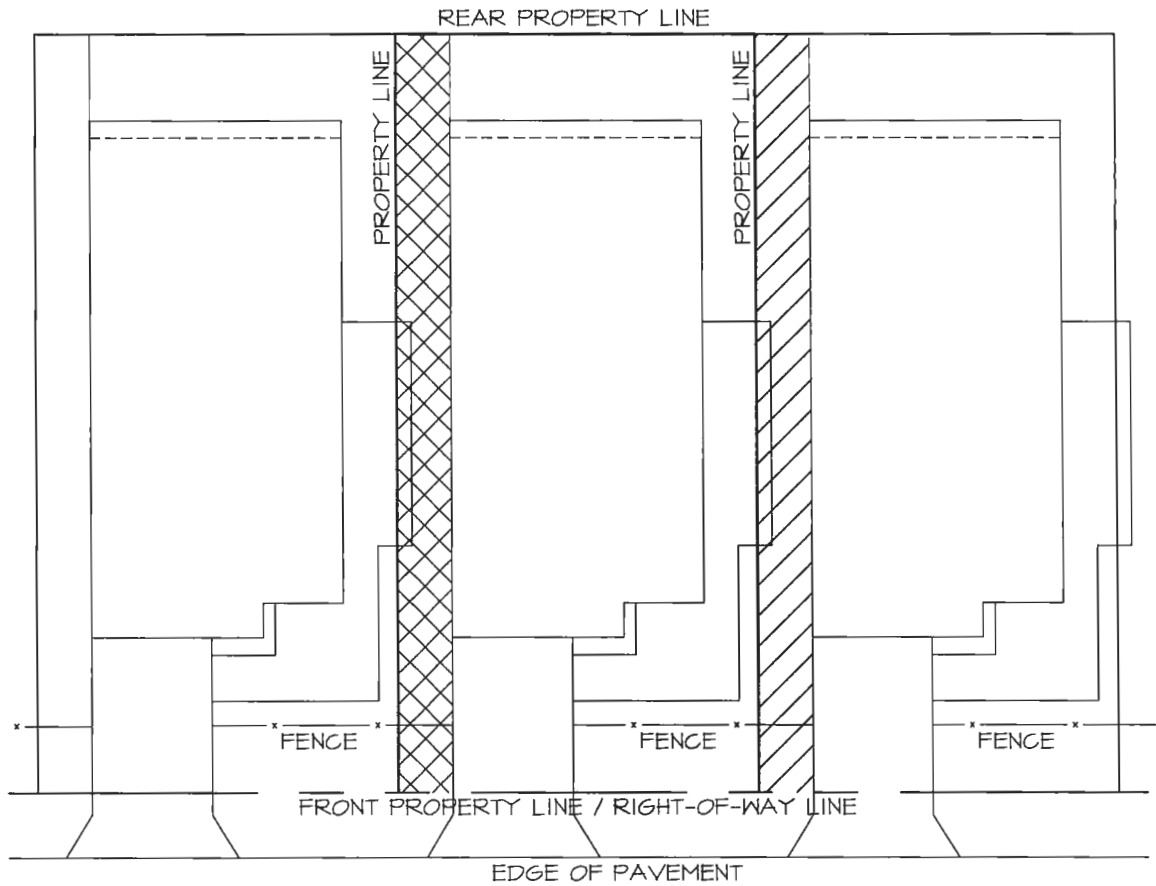 REAR PROPERTY LINE
PROPERTY LINE
PROPERTY LINE
x
x
x
x
x
x
x
FENCE
FENCE
FENCE
FRONT PROPERTY LINE / RIGHT-OF-WAY LINE
EDGE OF PAVEMENT